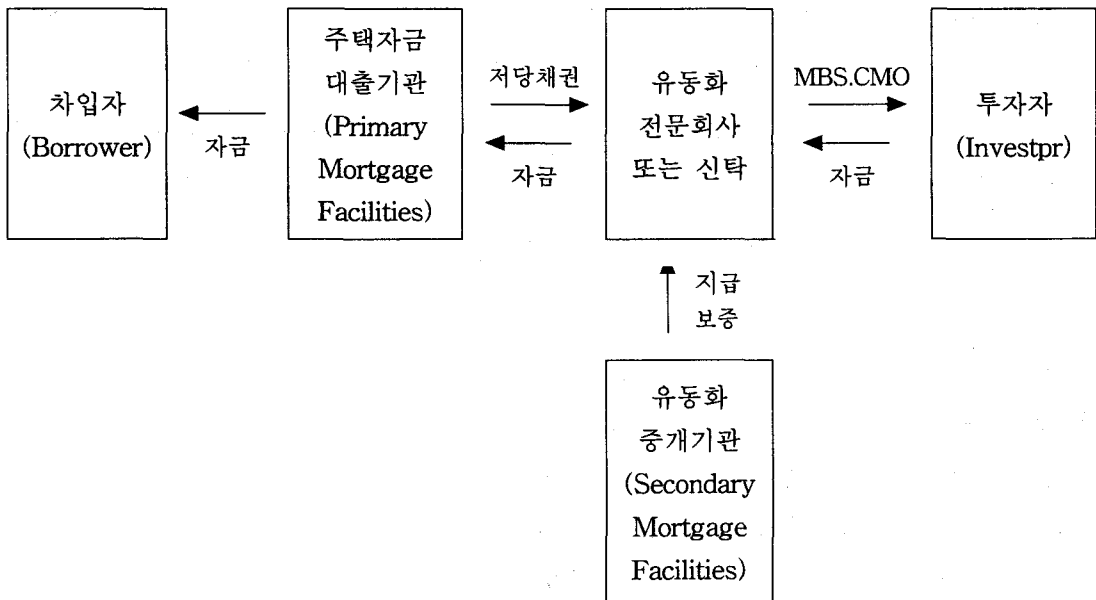 차입자
(Borrower)
자금
주택자금
대출기관
(Primary
Mortgage
Facilities)
저당채권
자금
유동화
전문회사
또는 신탁
MBS.CMO
자금
투자자
(Investpr)
지급
보증
유동화
중개기관
(Secondary
Mortgage
Facilities)